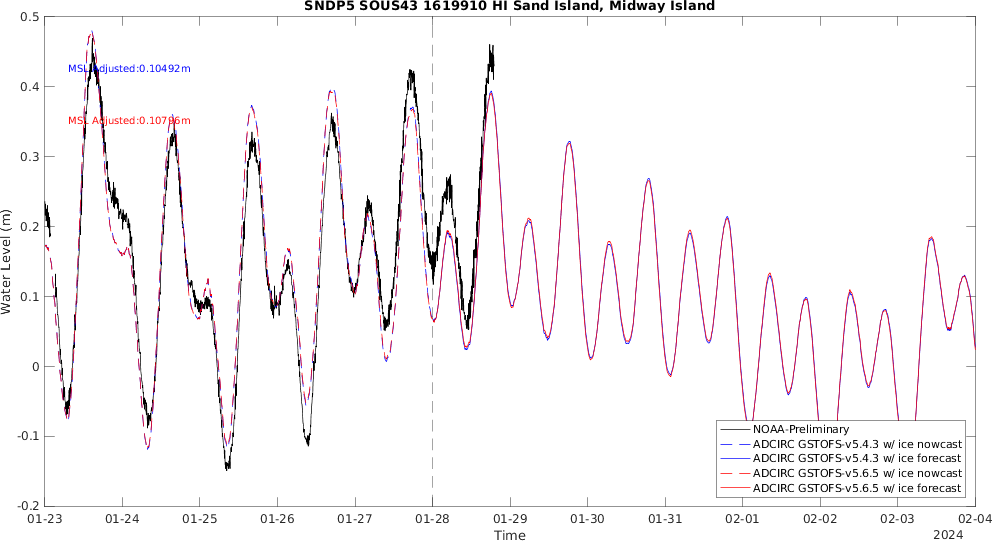 SNDP5 SOUS43 1619910 HI Sand Island, Midway Island
0.5
0.4
0.3
0.2
0.1
0
-0.1
-0.2
Water Level (m)
MSL Adjusted:0.10492m
MSL Adjusted:0.10796m
NOAA-Preliminary
ADCIRC GSTOFS-v5.4.3 w/ ice nowcast
ADCIRC GSTOFS-v5.4.3 w/ ice forecast
ADCIRC GSTOFS-v5.6.5 w/ ice nowcast
ADCIRC GSTOFS-v5.6.5 w/ ice forecast
01-23 01-24 01-25 01-26 01-27 01-28 01-29 01-30 01-31 02-01 02-02 02-03 02-04
Time
2024